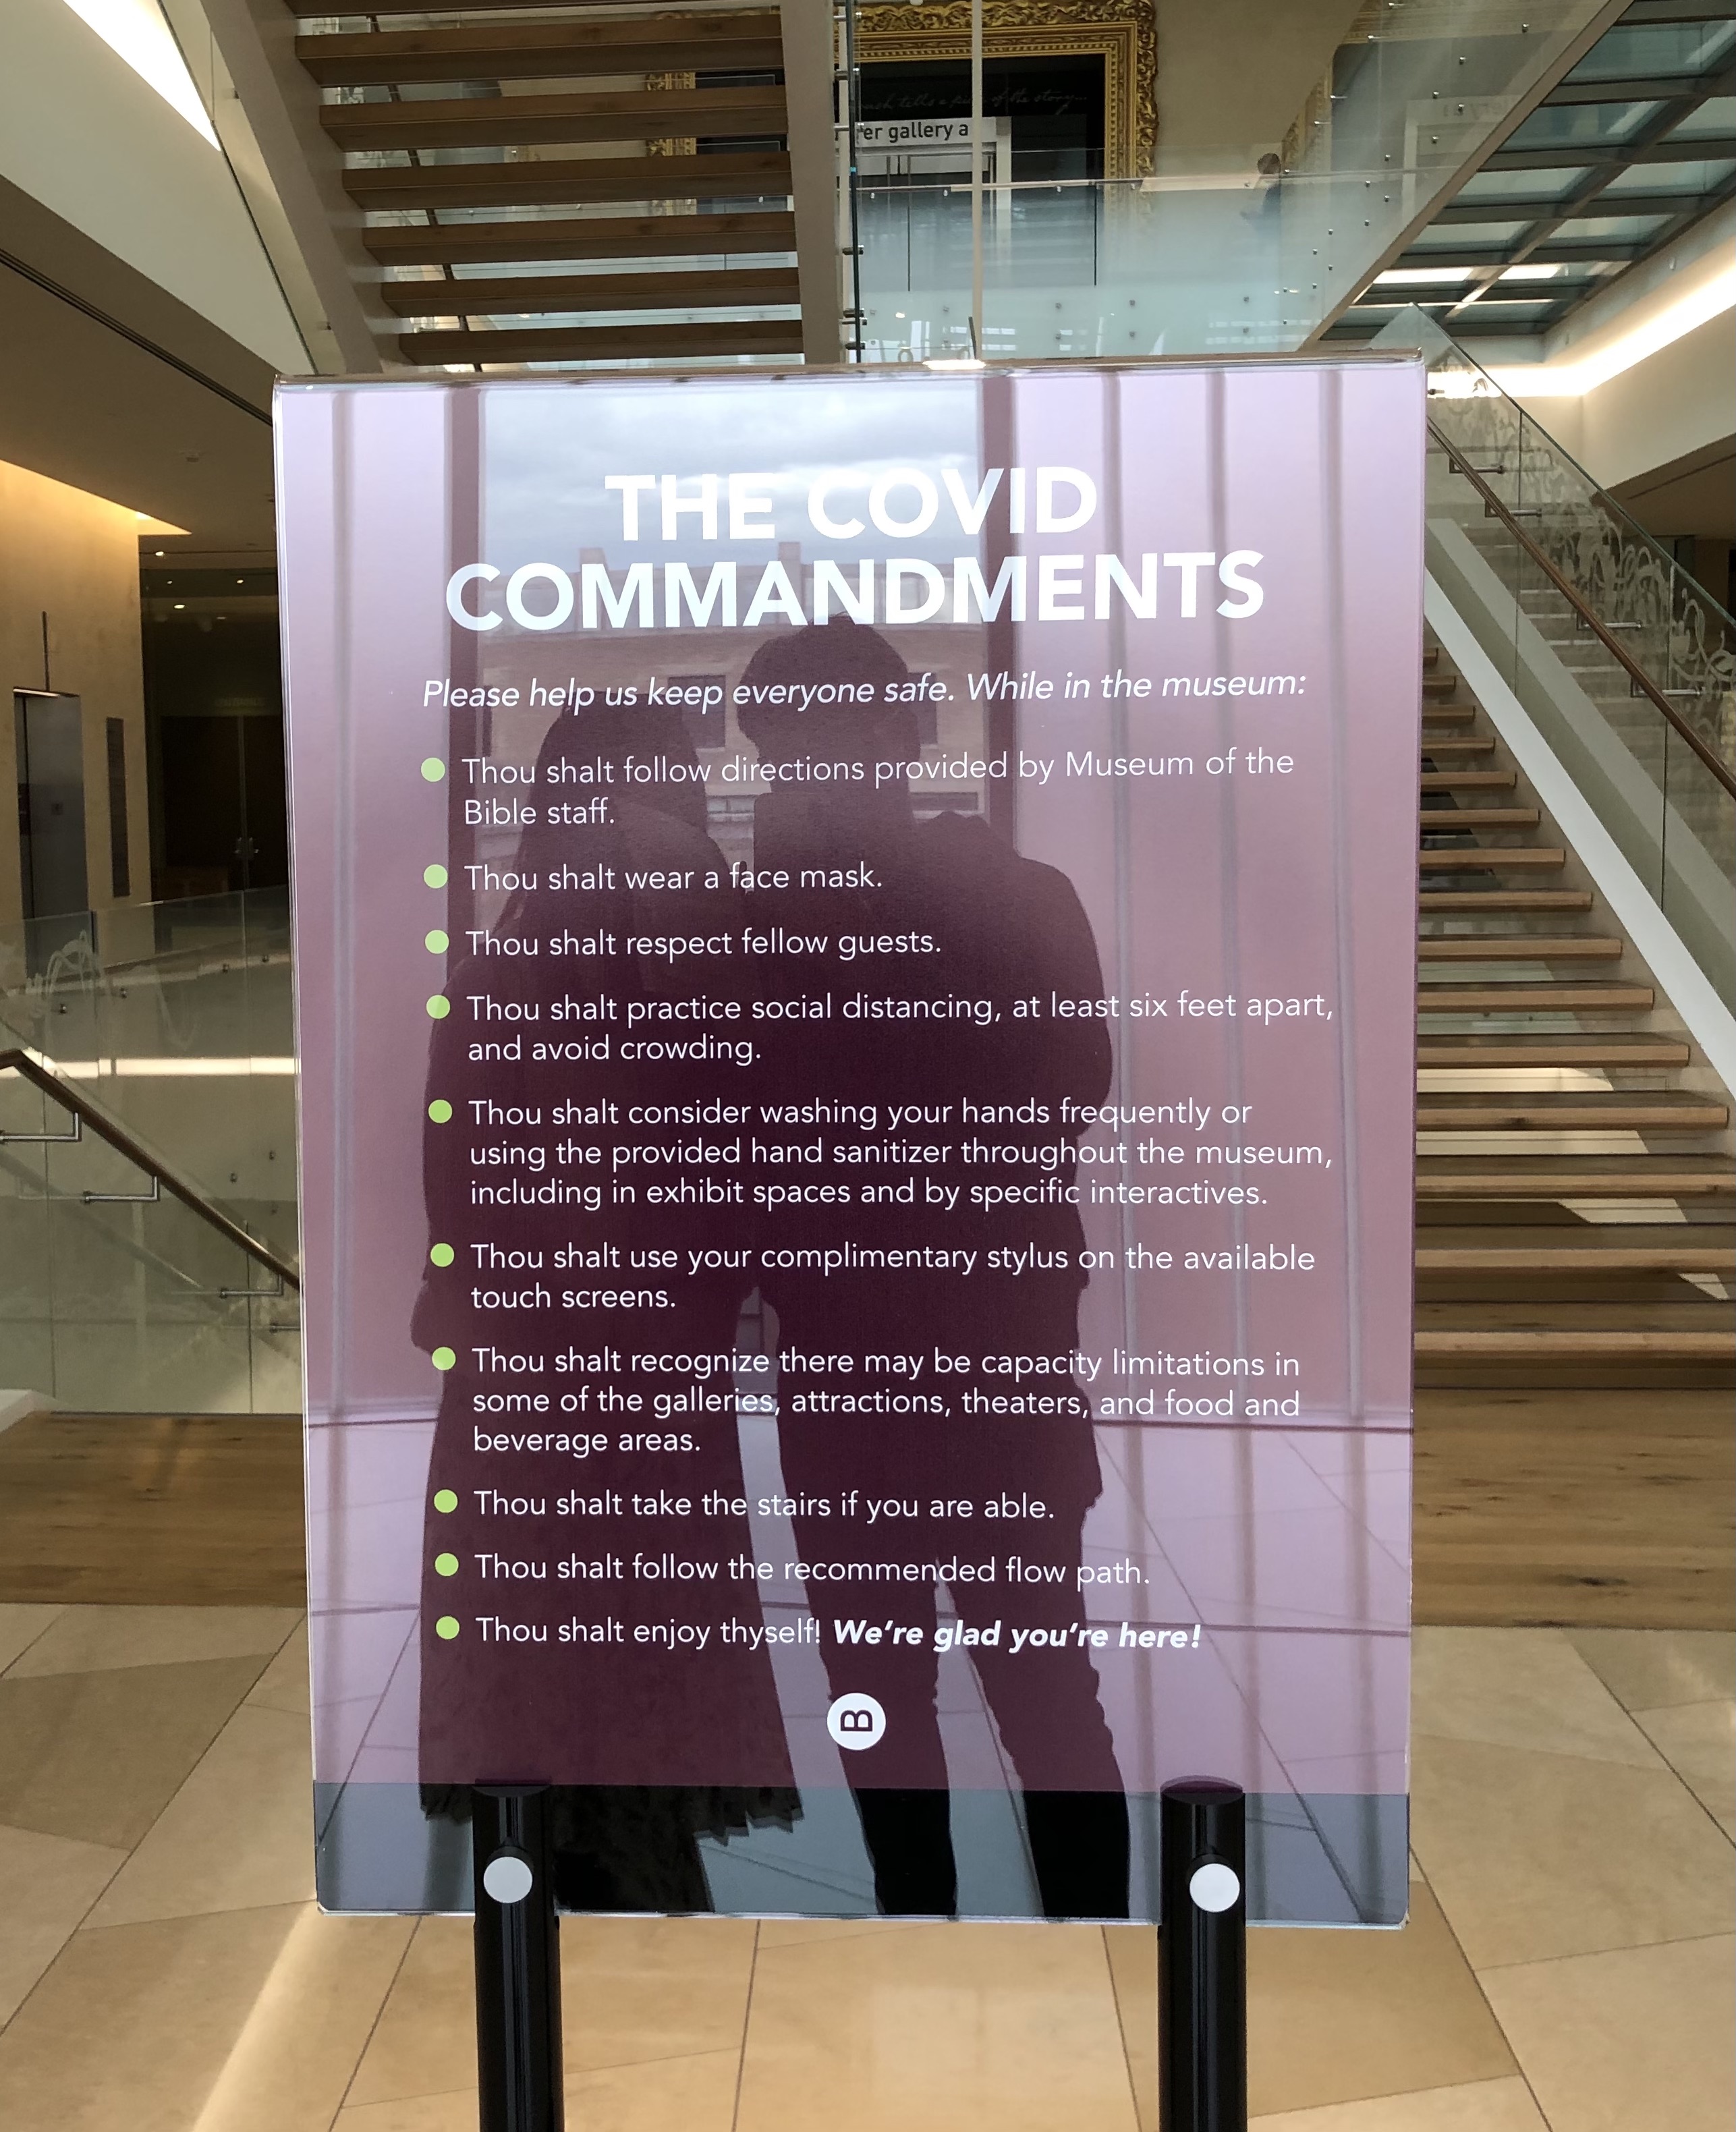 er gallery a
THE COVID
COMMANDMENTS
Please help us keep everyone safe. While in the museum:
Thou shalt follow directions provided by Museum of the
Bible staff.
Thou shalt wear a face mask.
Thou shalt respect fellow guests.
Thou shalt practice social distancing, at least six feet apart,
and avoid crowding.
Thou shalt consider washing your hands frequently or
using the provided hand sanitizer throughout the museum,
including in exhibit spaces and by specific interactives.
Thou shalt use your complimentary stylus on the available
touch screens.
Thou shalt recognize there may be capacity limitations in
some of the galleries, attractions, theaters, and food and
beverage areas.
Thou shalt take the stairs if you are able.
Thou shalt follow the recommended flow path.
Thou shalt enjoy thyself! We're glad you're here!
B